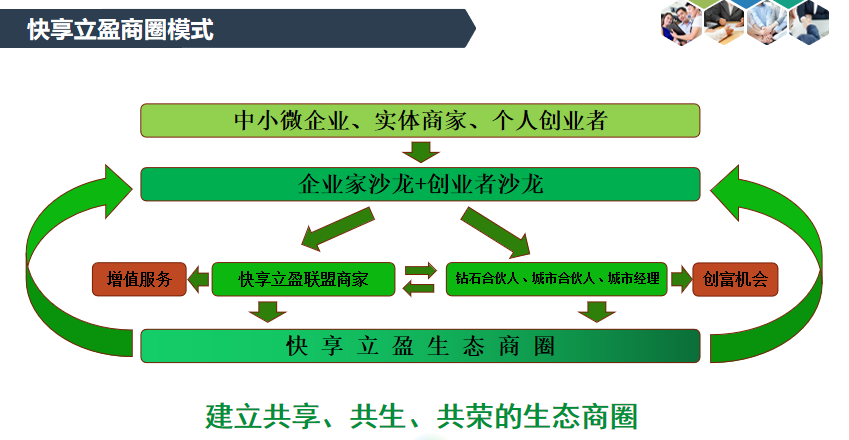 快享立盈商圈模式
中小微企业、实体商家、个人创业者
企业家沙龙+创业者沙龙
增值服务
快享立盈联盟商家
钻石合伙人、城市合伙人、城市经理
创富机会
快享立盈生态商圈
建立共享、共生、共荣的生态商圈